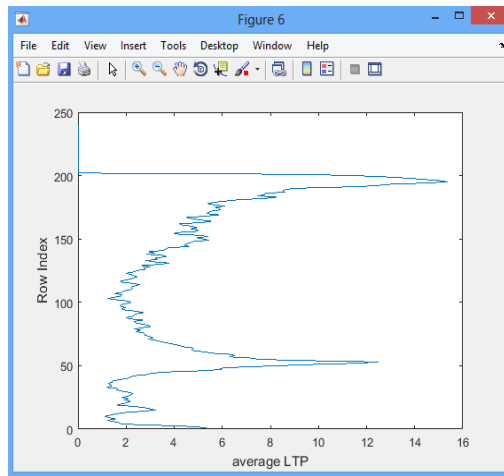 Figure 6
File Edit View Insert Tools Desktop Window Help
250
200
150
100
50
0
Row Index
0 2 4 6 8 10 12 14 16
average LTP